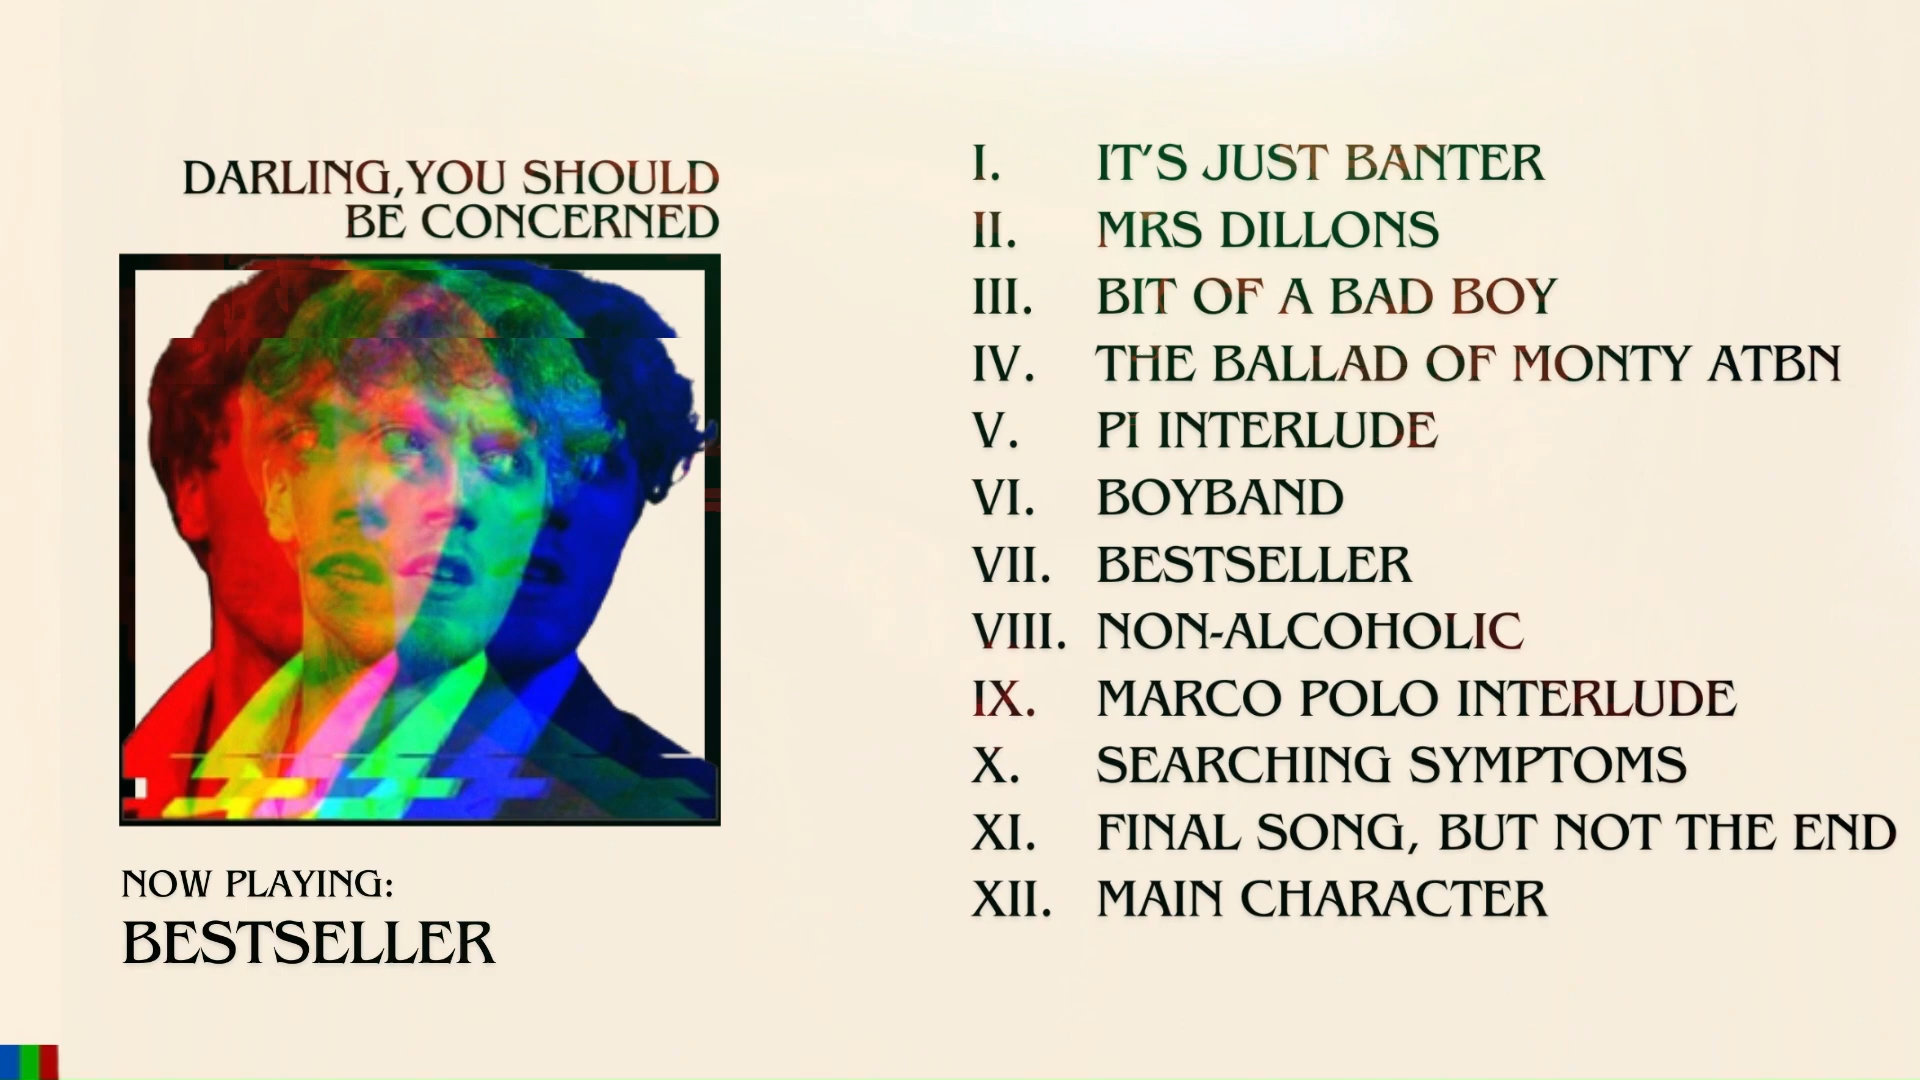 DARLING,YOU SHOULD
BE CONCERNED
NOW PLAYING:
BESTSELLER
I. IT'S JUST BANTER
II. MRS DILLONS
III. BIT OF A BAD BOY
IV. THE BALLAD OF MONTY ATBN
V. PI INTERLUDE
VI. BOYBAND
VII. BESTSELLER
VIII. NON-ALCOHOLIC
IX. MARCO POLO INTERLUDE
X. SEARCHING SYMPTOMS
XI. FINAL SONG, BUT NOT THE END
XII. MAIN CHARACTER